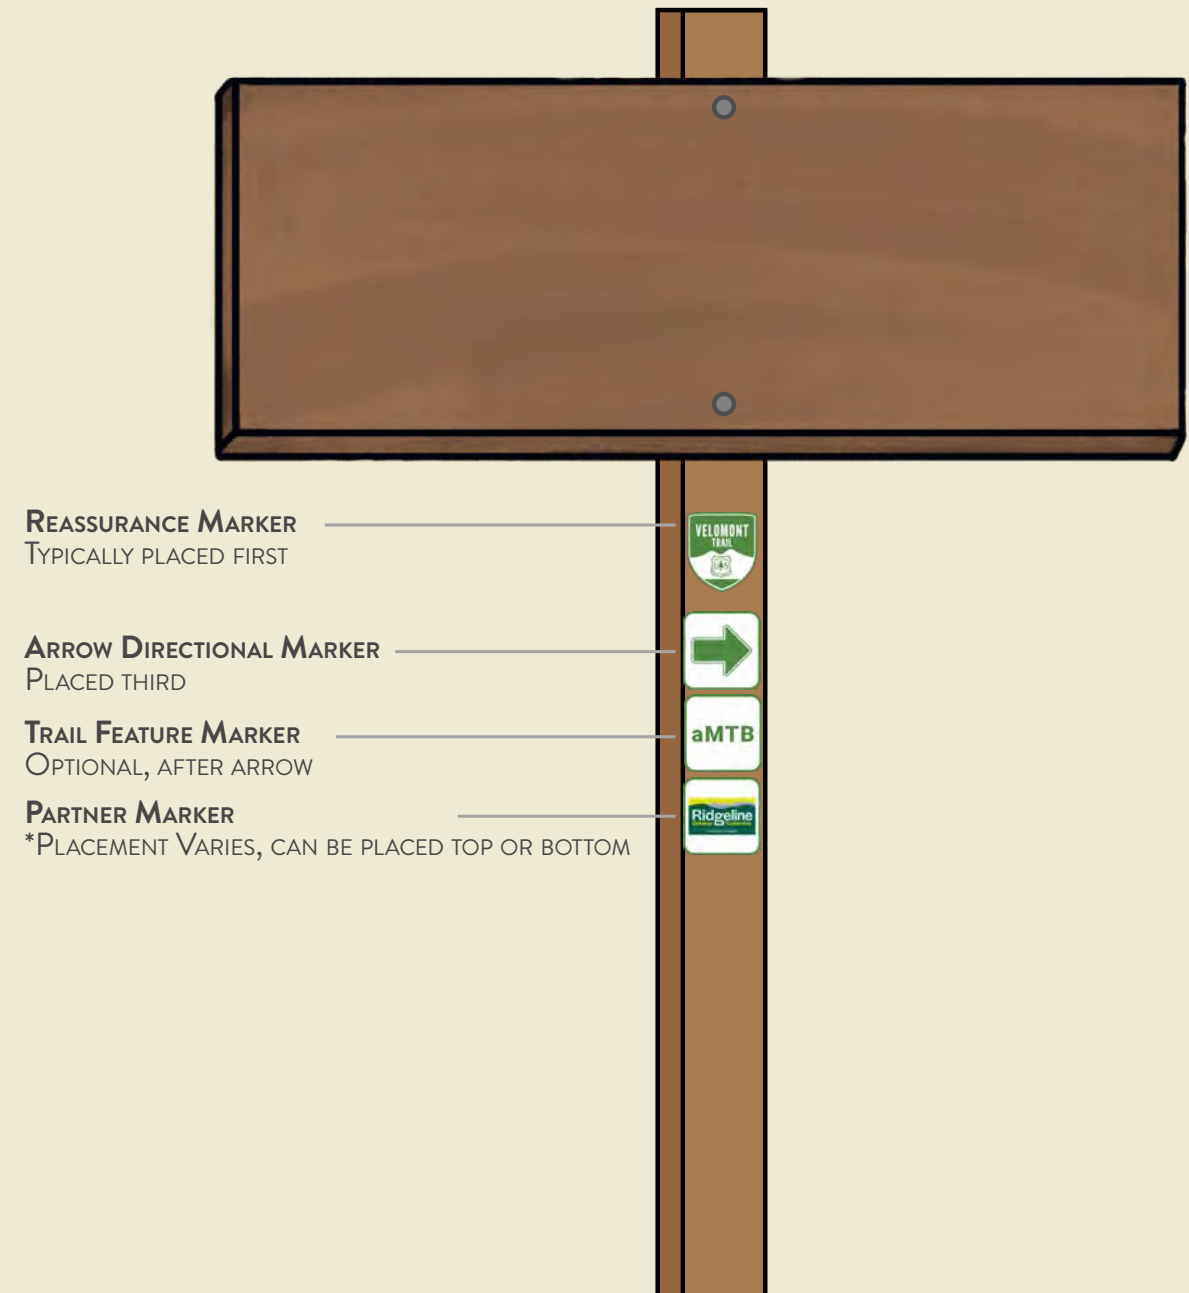 Reassurance Marker
Typically placed first
VELOMONT
TRAIL
US
Arrow Directional Marker
Placed third
Trail Feature Marker
Optional, after arrow
aMTB
Partner Marker
*Placement Varies, can be placed top or bottom
Ridgeline